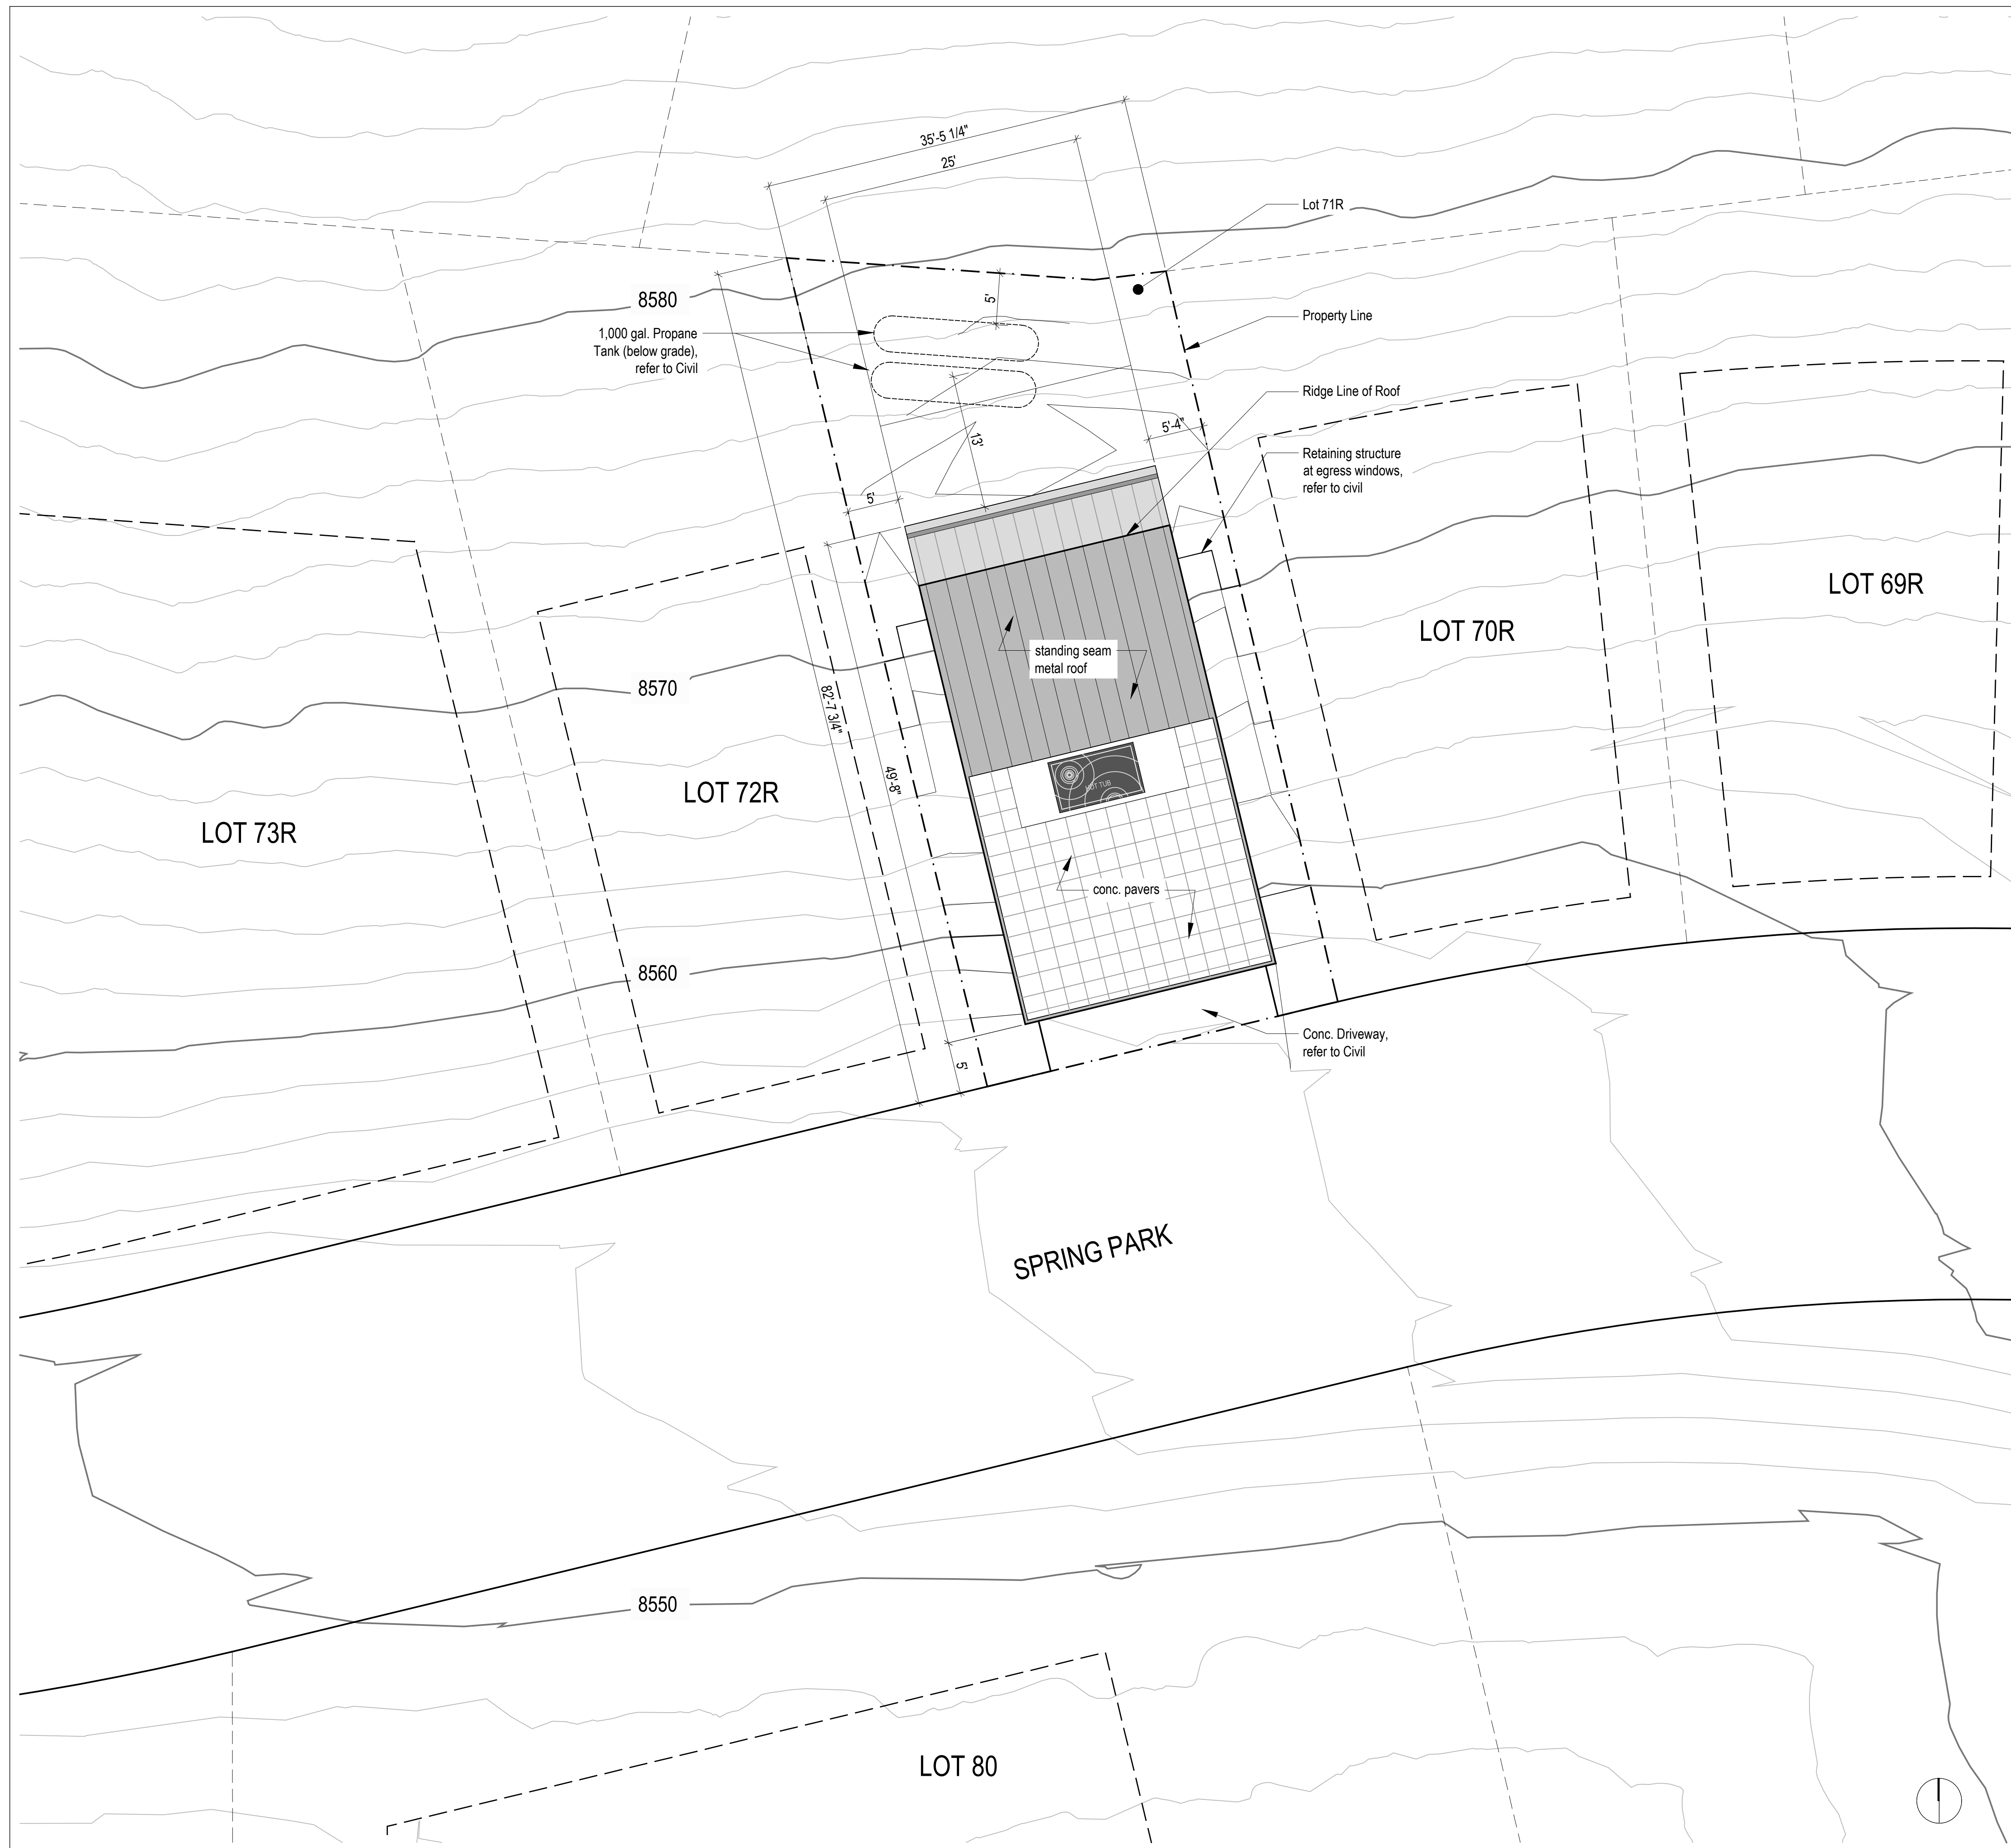 35'-5 1/4"
25'
Lot 71R
5'
8580
Property Line
1,000 gal. Propane
Tank (below grade),
refer to Civil
Ridge Line of Roof
5'-4"
13'
Retaining structure
at egress windows,
refer to civil
5'
LOT 69R
LOT 70R
standing seam
metal roof
8570
82'-7 3/4"
49'-8"
HOT TUB
LOT 72R
LOT 73R
conc. pavers
8560
Conc. Driveway,
refer to Civil
5'
SPRING PARK
8550
LOT 80